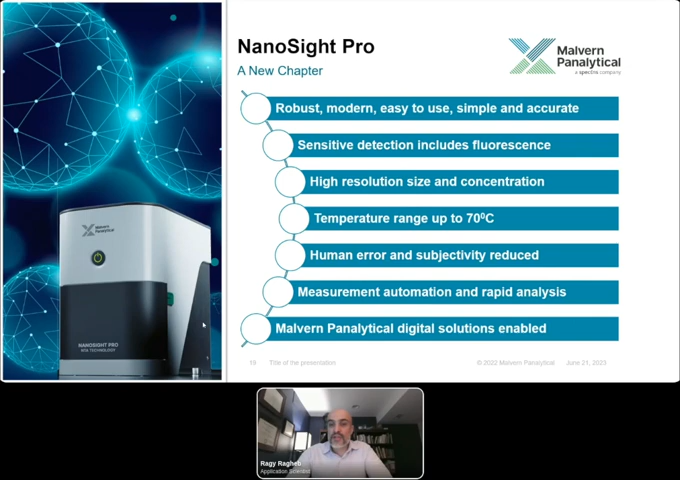 NanoSight Pro
A New Chapter
Malvern
Panalytical
a spectris company
Robust, modern, easy to use, simple and accurate
Sensitive detection includes fluorescence
High resolution size and concentration
Temperature range up to 70⁰C
Human error and subjectivity reduced
Measurement automation and rapid analysis
Malvern Panalytical digital solutions enabled
Malvern
Panalytical
NANOSIGHT PRO
NTA TECHNOLOGY
19 Title of the presentation © 2022 Malvern Panalytical June 21, 2023
Ragy Ragheb
Application Scientist